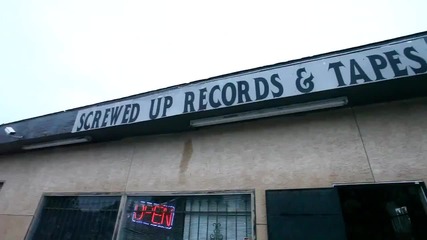 SCREWED UP RECORDS & TAPES
OPEN